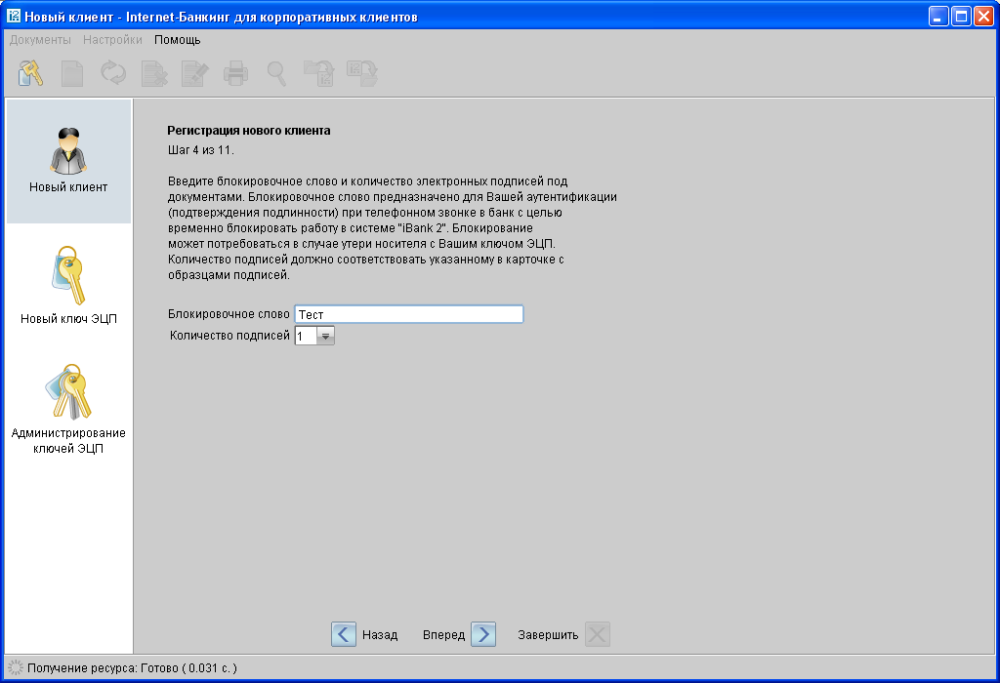 Новый клиент - Internet-Банкинг для корпоративных клиентов
Документы Настройки Помощь
Новый клиент
Новый ключ ЭЦП
Администрирование
ключей ЭЦП
Регистрация нового клиента
Шаг 4 из 11.
Введите блокировочное слово и количество электронных подписей под
документами. Блокировочное слово предназначено для Вашей аутентификации
(подтверждения подлинности) при телефонном звонке в банк с целью
временно блокировать работу в системе "iBank 2". Блокирование
может потребоваться в случае утери носителя с Вашим ключом ЭЦП.
Количество подписей должно соответствовать указанному в карточке с
образцами подписей.
Блокировочное слово Тест
Количество подписей 1
Назад Вперед Завершить
Получение ресурса: Готово ( 0.031 с. )